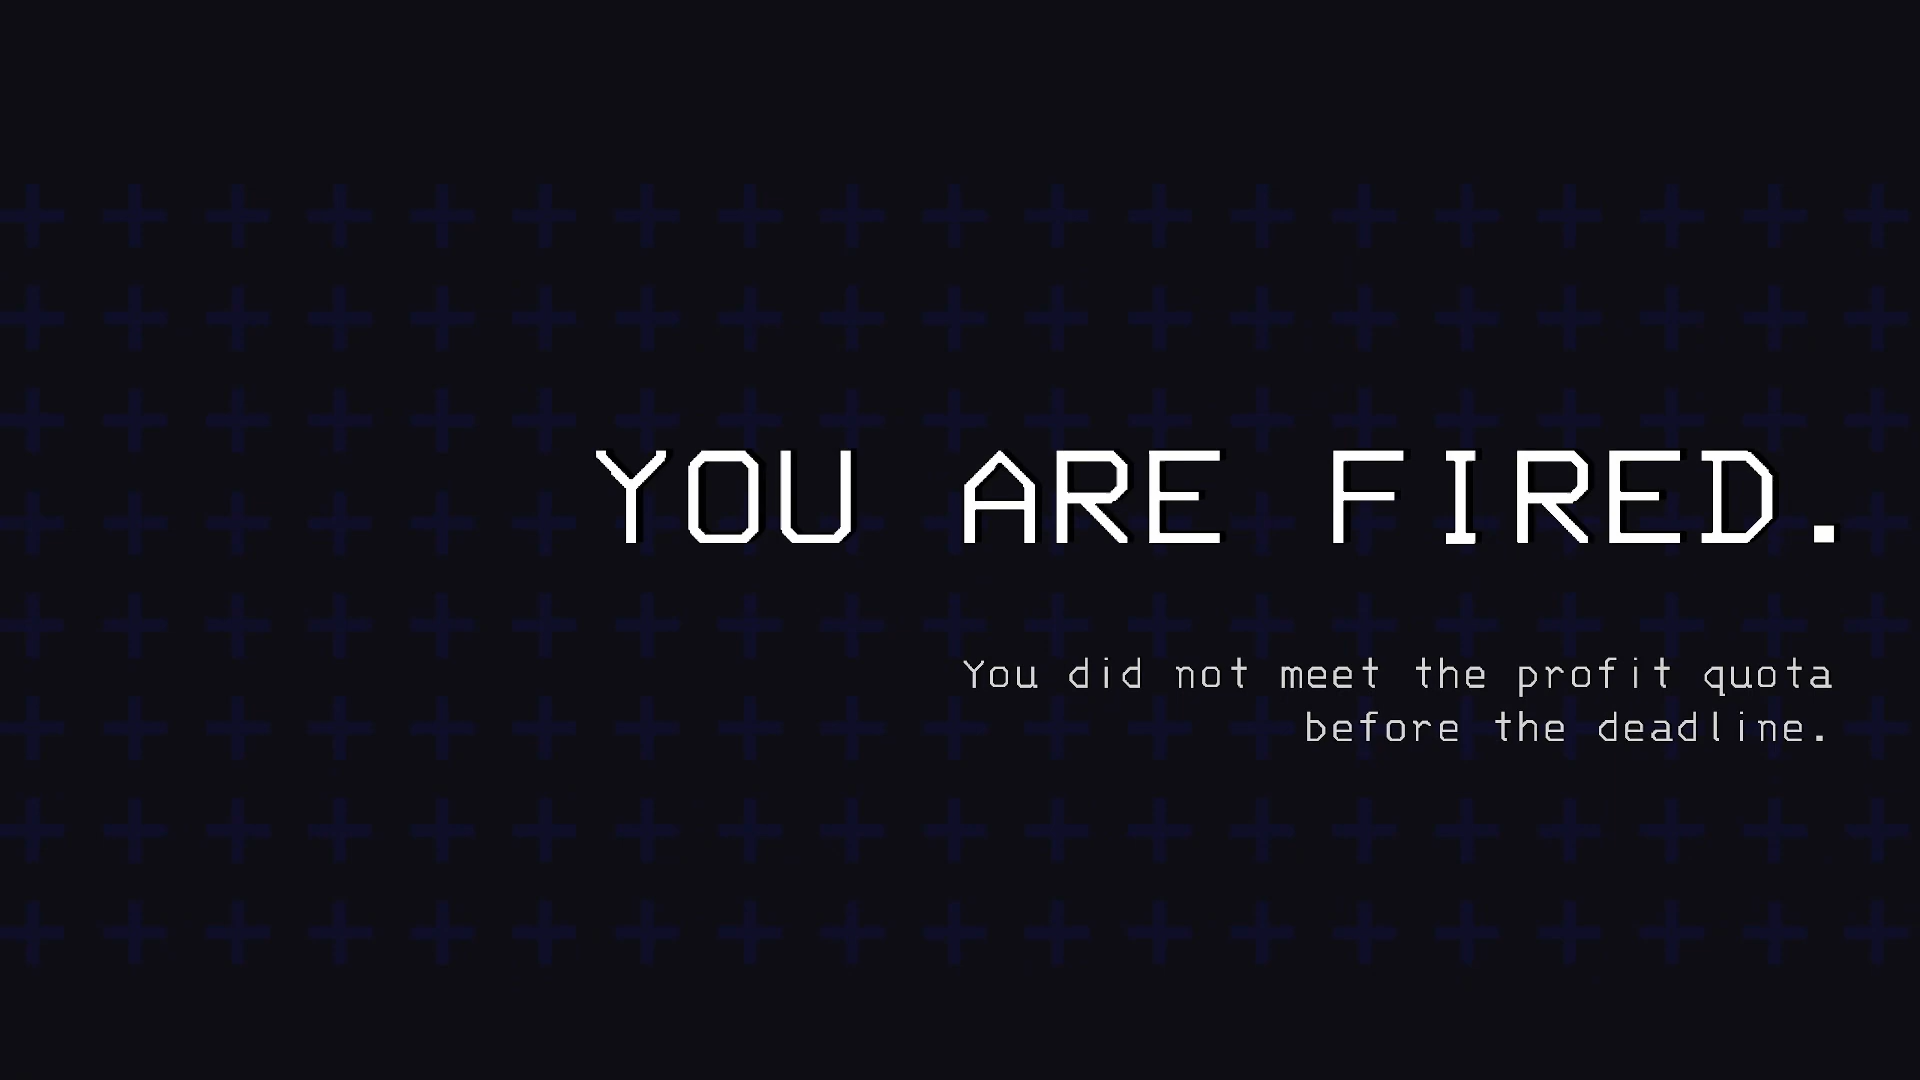 YOU ARE FIRED.
You did not meet the profit quota
before the deadline.